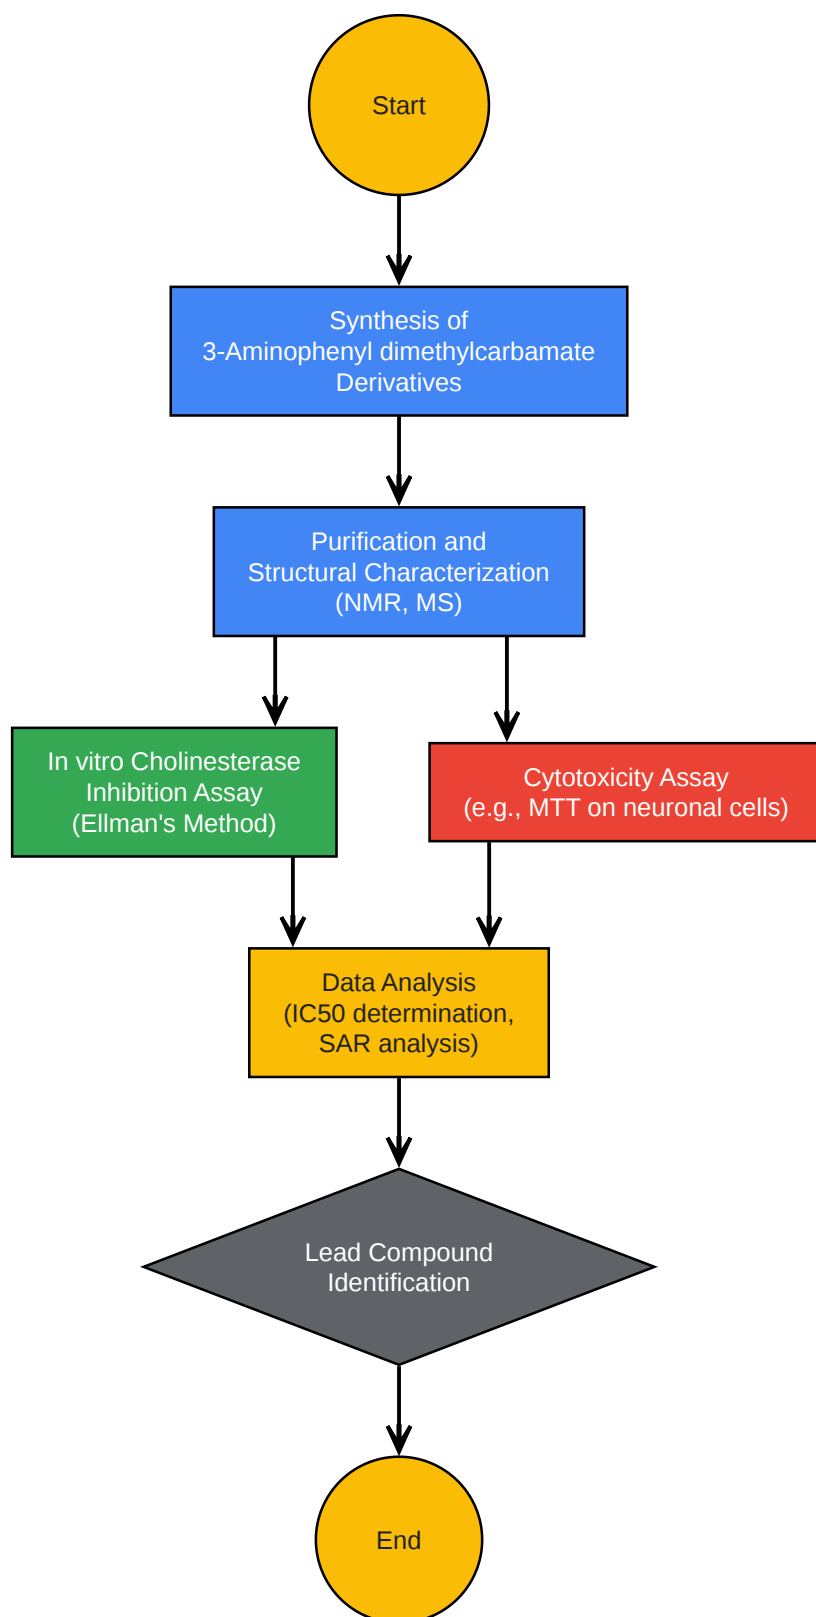 Start
Synthesis of
3-Aminophenyl dimethylcarbamate
Derivatives
Purification and
Structural Characterization
(NMR, MS)
In vitro Cholinesterase
Inhibition Assay
(Ellman's Method)
Cytotoxicity Assay
(e.g., MTT on neuronal cells)
Data Analysis
(IC50 determination,
SAR analysis)
Lead Compound
Identification
End